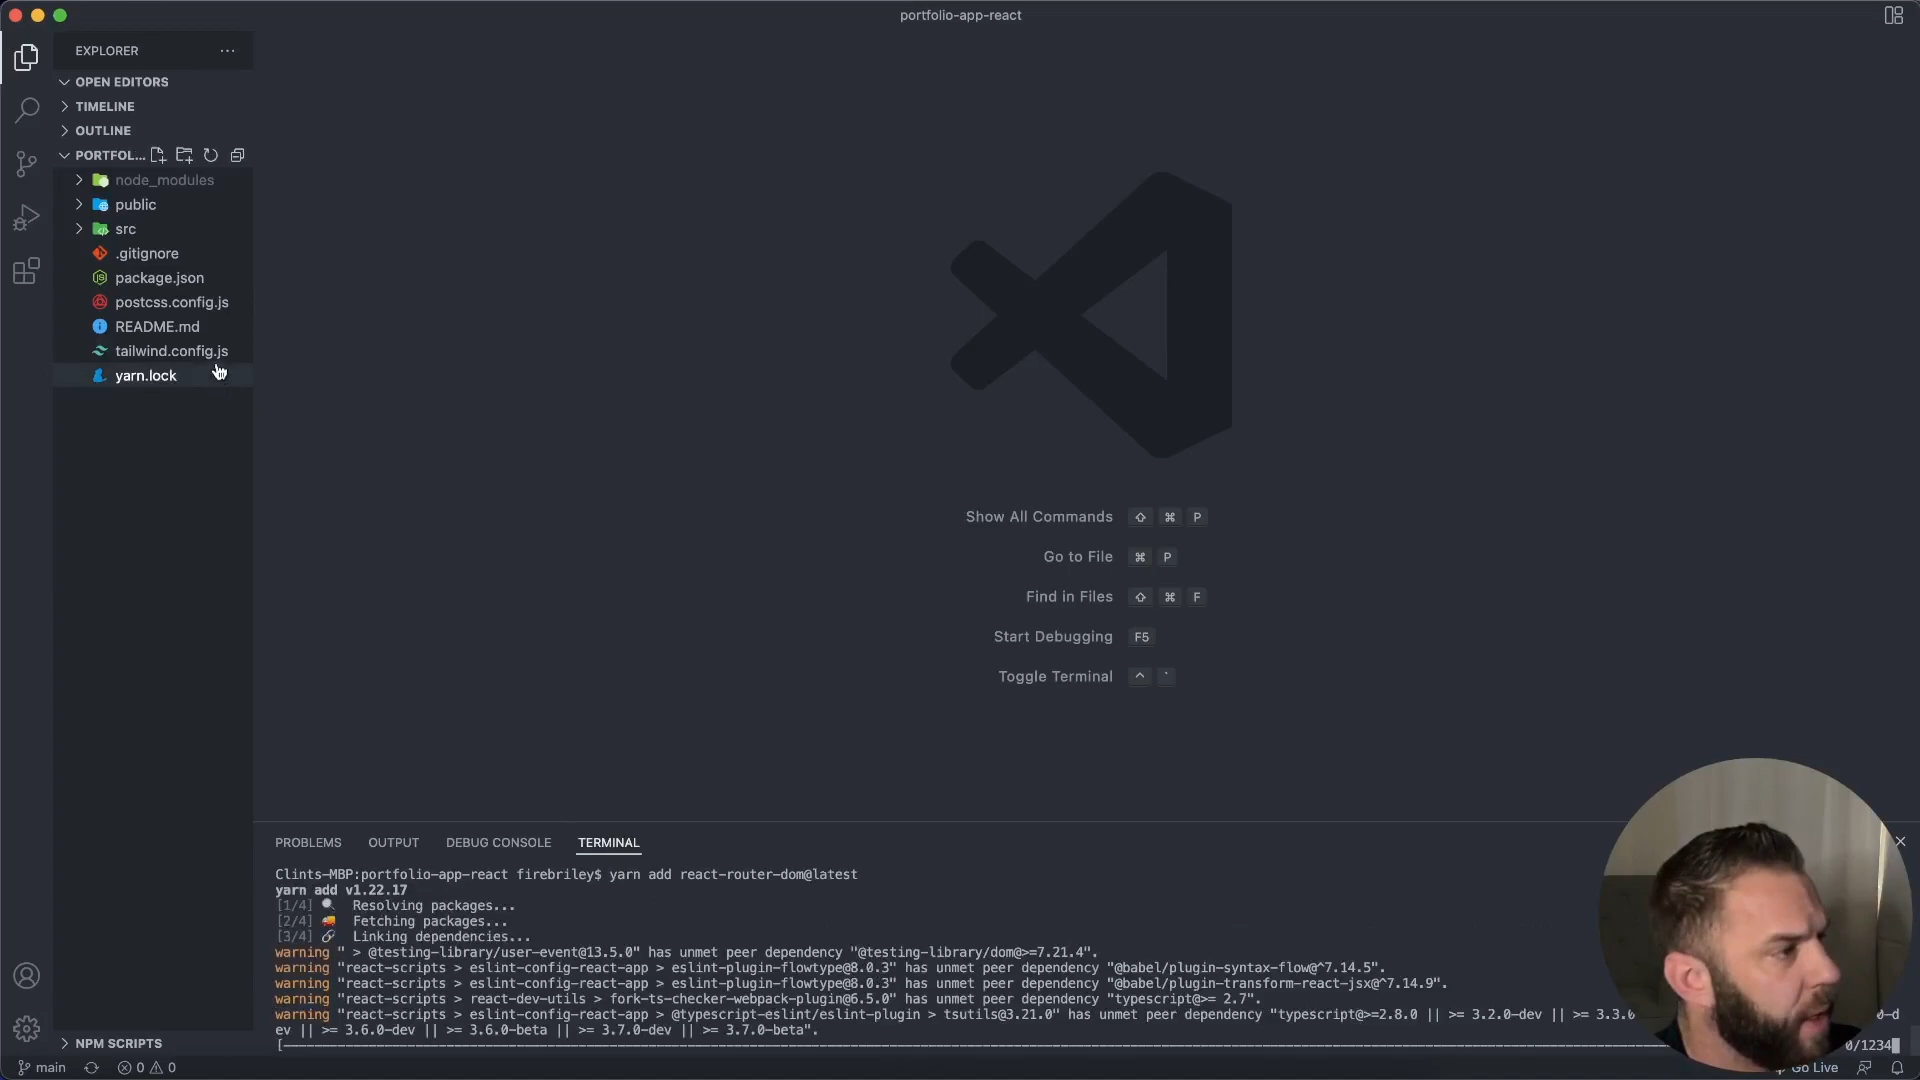 portfolio-app-react
EXPLORER
OPEN EDITORS
TIMELINE
OUTLINE
PORTFOL...
node_modules
public
src
.gitignore
package.json
postcss.config.js
README.md
tailwind.config.js
yarn.lock
NPM SCRIPTS
Show All Commands ⇧ ⌘ P
Go to File ⌘ P
Find in Files ⇧ ⌘ F
Start Debugging F5
Toggle Terminal ^ `
PROBLEMS OUTPUT DEBUG CONSOLE TERMINAL
Clints-MBP:portfolio-app-react firebriley$ yarn add react-router-dom@latest
yarn add v1.22.17
[1/4] 🔍 Resolving packages...
[2/4] 🚚 Fetching packages...
[3/4] 🔗 Linking dependencies...
warning " > @testing-library/user-event@13.5.0" has unmet peer dependency "@testing-library/dom@>=7.21.4".
warning "react-scripts > eslint-config-react-app > eslint-plugin-flowtype@8.0.3" has unmet peer dependency "@babel/plugin-syntax-flow@^7.14.5".
warning "react-scripts > eslint-config-react-app > eslint-plugin-flowtype@8.0.3" has unmet peer dependency "@babel/plugin-transform-react-jsx@^7.14.9".
warning "react-scripts > react-dev-utils > fork-ts-checker-webpack-plugin@6.5.0" has unmet peer dependency "typescript@>= 2.7".
warning "react-scripts > eslint-config-react-app > @typescript-eslint/eslint-plugin > tsutils@3.21.0" has unmet peer dependency "typescript@>=2.8.0 || >= 3.2.0-dev || >= 3.3.0 0-d
ev || >= 3.6.0-dev || >= 3.6.0-beta || >= 3.7.0-dev || >= 3.7.0-beta".
[ 0/1234
main 0 0 Go Live